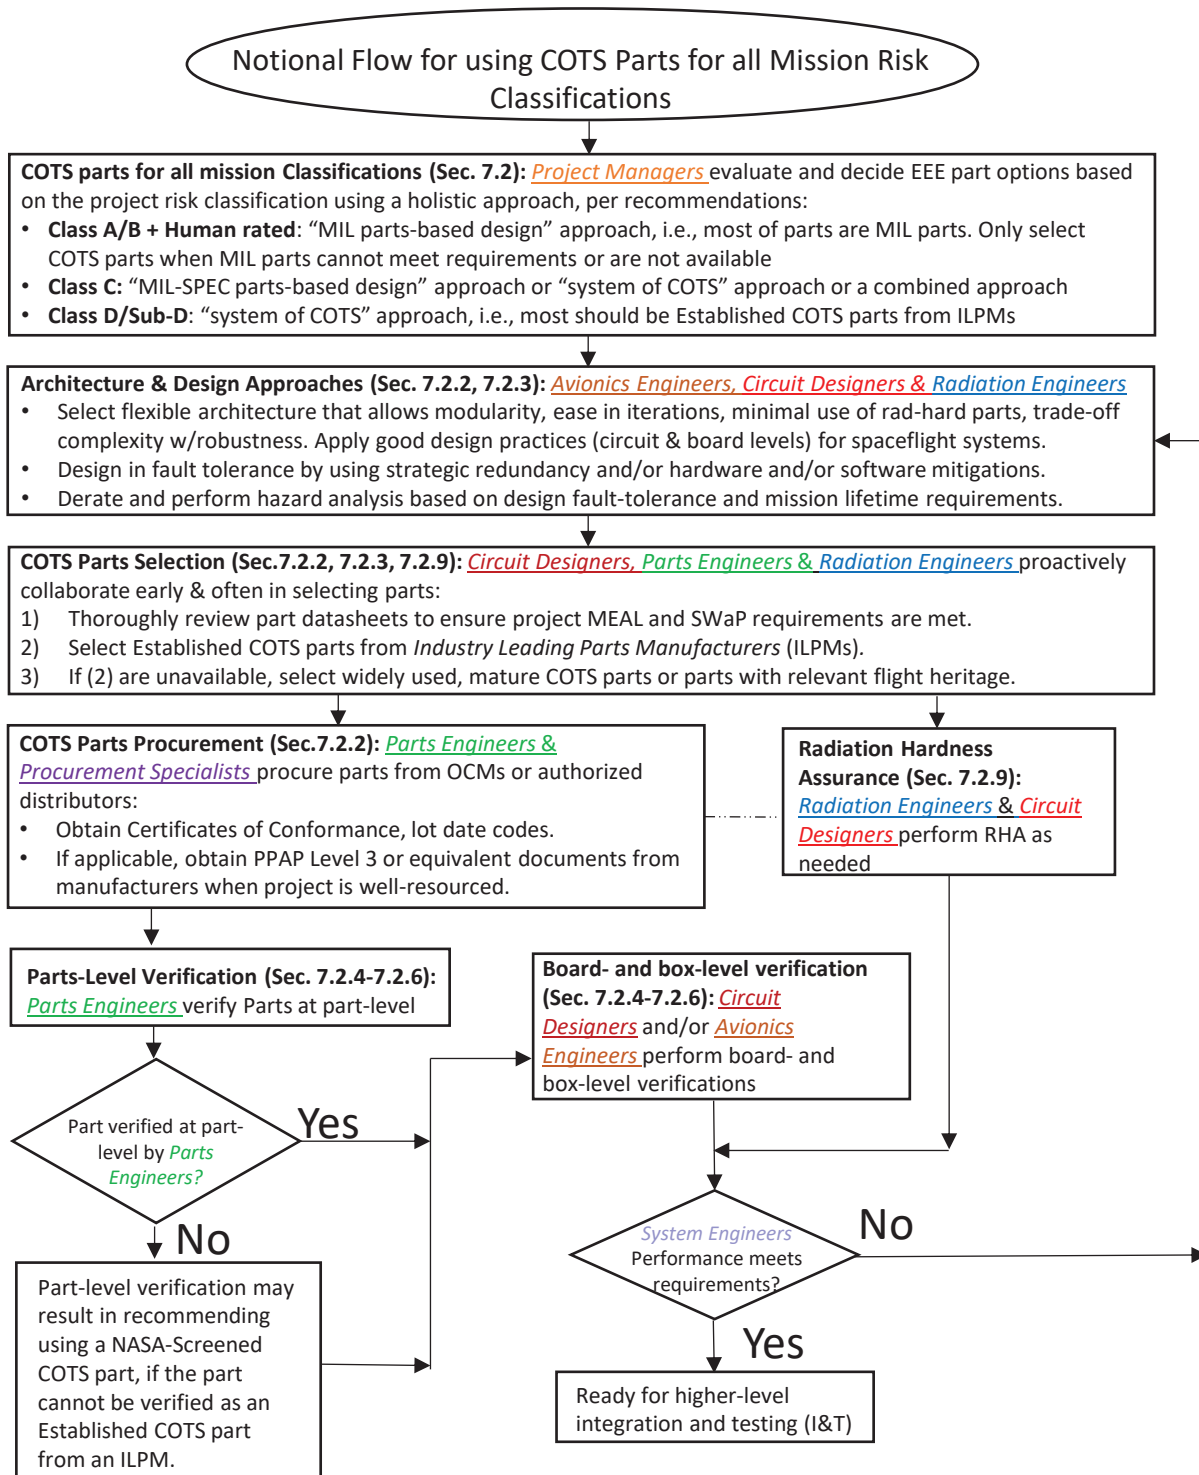 Notional Flow for using COTS Parts for all Mission Risk
Classifications
COTS parts for all mission Classifications (Sec. 7.2): Project Managers evaluate and decide EEE part options based
on the project risk classification using a holistic approach, per recommendations:
• Class A/B + Human rated: “MIL parts-based design” approach, i.e., most of parts are MIL parts. Only select
COTS parts when MIL parts cannot meet requirements or are not available
• Class C: “MIL-SPEC parts-based design” approach or “system of COTS” approach or a combined approach
• Class D/Sub-D: “system of COTS” approach, i.e., most should be Established COTS parts from ILPMs
Architecture & Design Approaches (Sec. 7.2.2, 7.2.3): Avionics Engineers, Circuit Designers & Radiation Engineers
• Select flexible architecture that allows modularity, ease in iterations, minimal use of rad-hard parts, trade-off
complexity w/robustness. Apply good design practices (circuit & board levels) for spaceflight systems.
• Design in fault tolerance by using strategic redundancy and/or hardware and/or software mitigations.
• Derate and perform hazard analysis based on design fault-tolerance and mission lifetime requirements.
COTS Parts Selection (Sec.7.2.2, 7.2.3, 7.2.9): Circuit Designers, Parts Engineers & Radiation Engineers proactively
collaborate early & often in selecting parts:
1) Thoroughly review part datasheets to ensure project MEAL and SWaP requirements are met.
2) Select Established COTS parts from Industry Leading Parts Manufacturers (ILPMs).
3) If (2) are unavailable, select widely used, mature COTS parts or parts with relevant flight heritage.
COTS Parts Procurement (Sec.7.2.2): Parts Engineers &
Procurement Specialists procure parts from OCMs or authorized
distributors:
• Obtain Certificates of Conformance, lot date codes.
• If applicable, obtain PPAP Level 3 or equivalent documents from
manufacturers when project is well-resourced.
Radiation Hardness
Assurance (Sec. 7.2.9):
Radiation Engineers & Circuit
Designers perform RHA as
needed
Parts-Level Verification (Sec. 7.2.4-7.2.6):
Parts Engineers verify Parts at part-level
Board- and box-level verification
(Sec. 7.2.4-7.2.6): Circuit
Designers and/or Avionics
Engineers perform board- and
box-level verifications
Part verified at part-
level by Parts
Engineers?
Yes
No
Part-level verification may
result in recommending
using a NASA-Screened
COTS part, if the part
cannot be verified as an
Established COTS part
from an ILPM.
System Engineers
Performance meets
requirements?
No
Yes
Ready for higher-level
integration and testing (I&T)